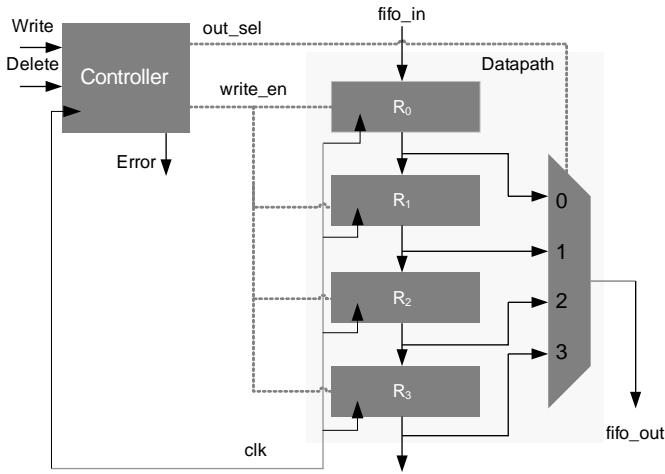 Write
Delete
Controller
out_sel
write_en
Error
fifo_in
Datapath
R0
R1
R2
R3
0
1
2
3
clk
fifo_out